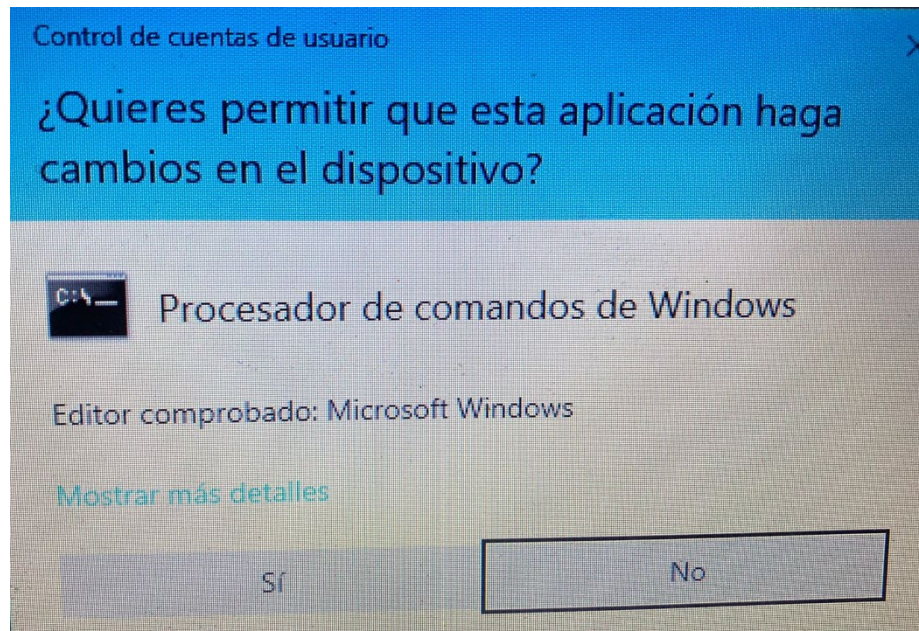 Control de cuentas de usuario
¿Quieres permitir que esta aplicación haga
cambios en el dispositivo?
C:\
Procesador de comandos de Windows
Editor comprobado: Microsoft Windows
Mostrar más detalles
Sí
No